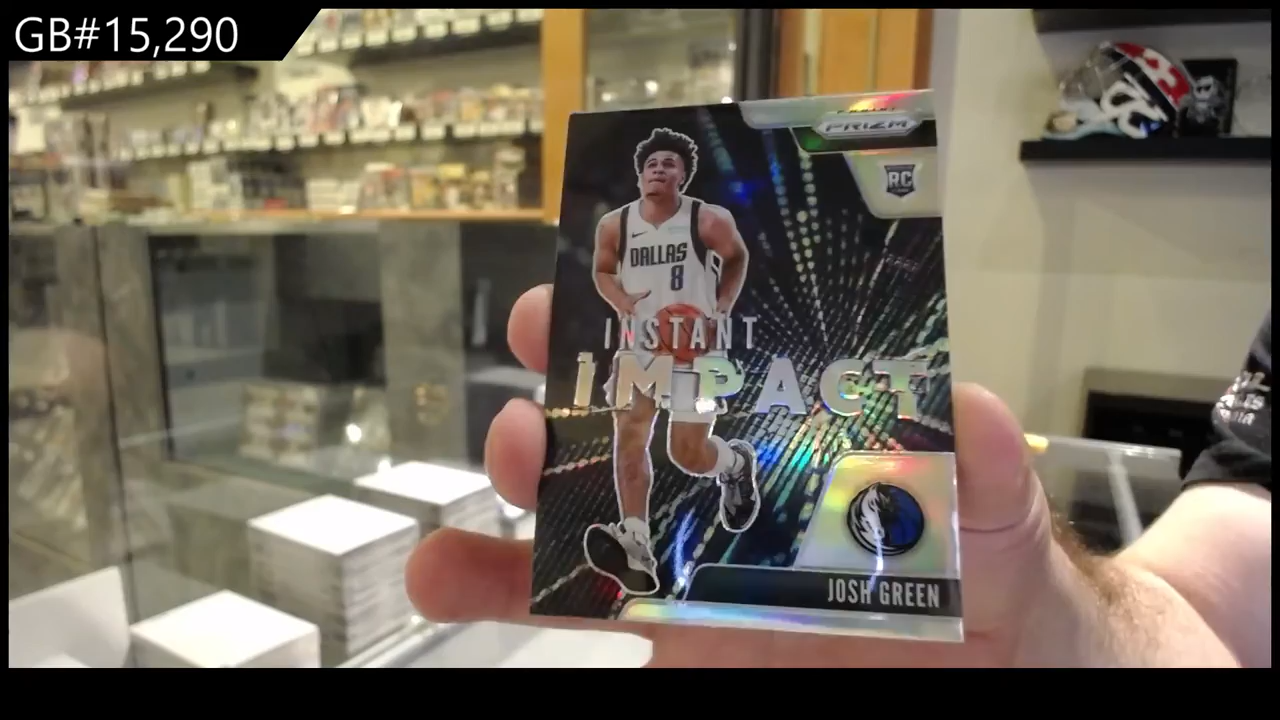 GB#15,290
PRIZM
RC
DALLAS
8
INSTANT
IMPACT
JOSH GREEN